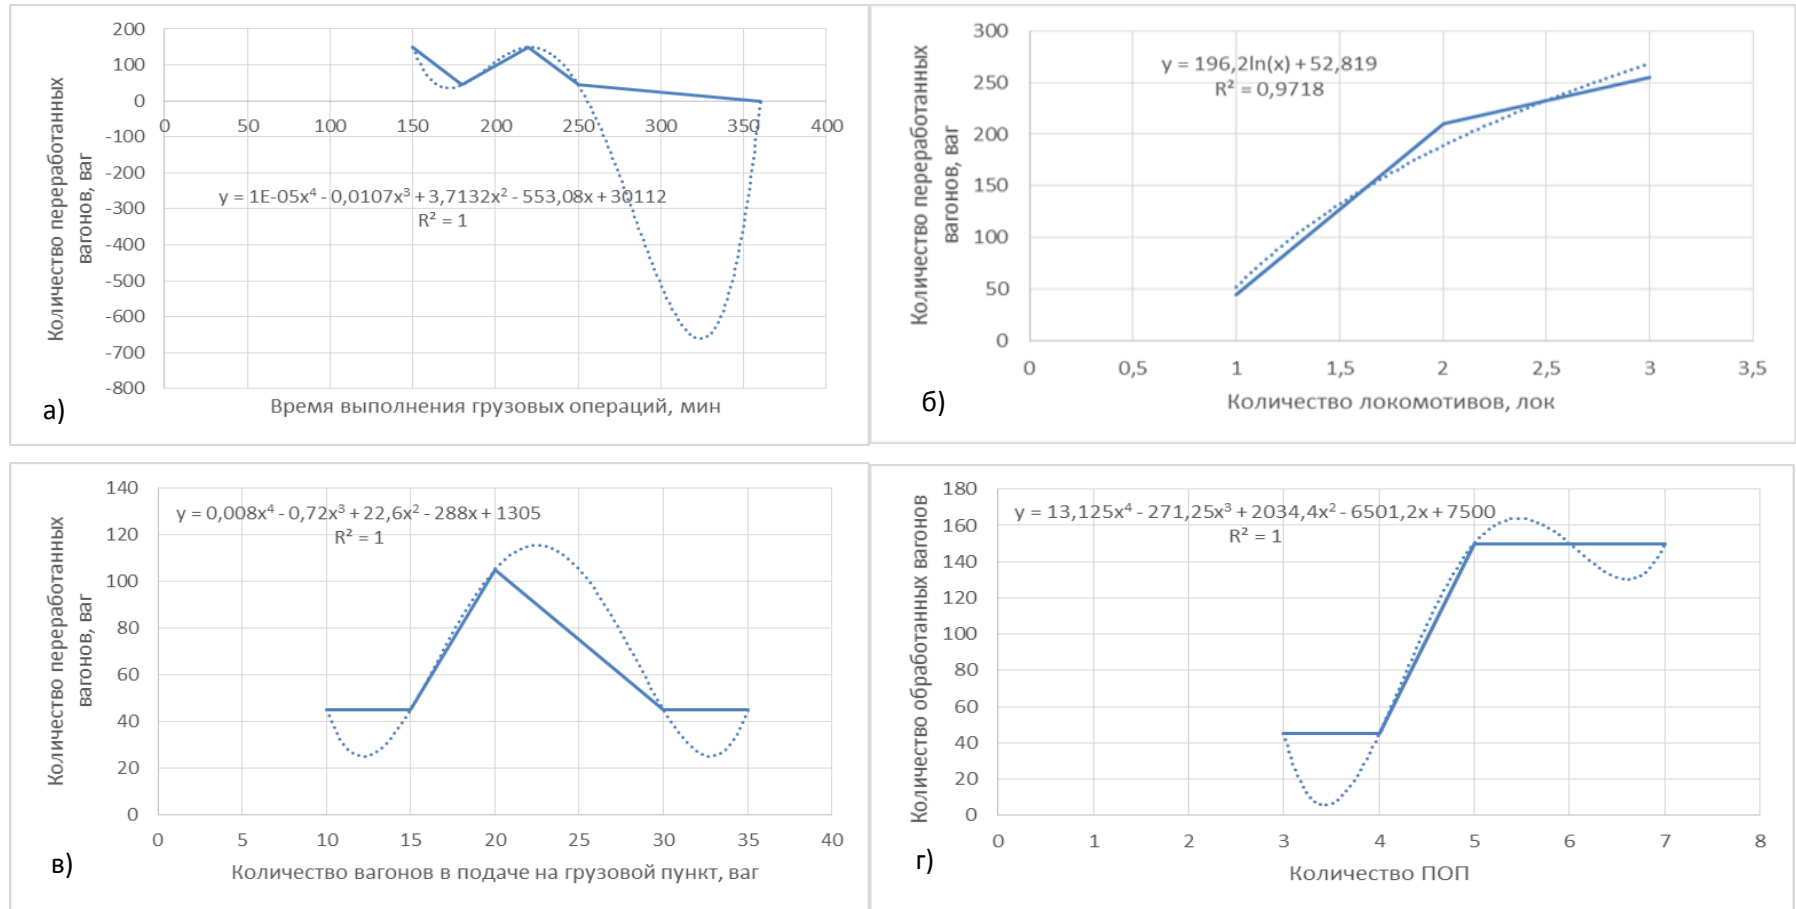 200
100
0
-100
-200
-300
-400
-500
-600
-700
-800
0 50 100 150 200 250 300 350 400
Количество переработанных
вагонов, ваг
y = 1E-05x⁴ - 0,0107x³ + 3,7132x² - 553,08x + 30112
R² = 1
Время выполнения грузовых операций, мин
а)
300
250
200
150
100
50
0
0 0,5 1 1,5 2 2,5 3 3,5
Количество переработанных
вагонов, ваг
y = 196,2ln(x) + 52,819
R² = 0,9718
Количество локомотивов, лок
б)
140
120
100
80
60
40
20
0
0 5 10 15 20 25 30 35 40
Количество переработанных
вагонов, ваг
y = 0,008x⁴ - 0,72x³ + 22,6x² - 288x + 1305
R² = 1
Количество вагонов в подаче на грузовой пункт, ваг
в)
180
160
140
120
100
80
60
40
20
0
0 1 2 3 4 5 6 7 8
Количество обработанных вагонов
y = 13,125x⁴ - 271,25x³ + 2034,4x² - 6501,2x + 7500
R² = 1
Количество ПОП
г)